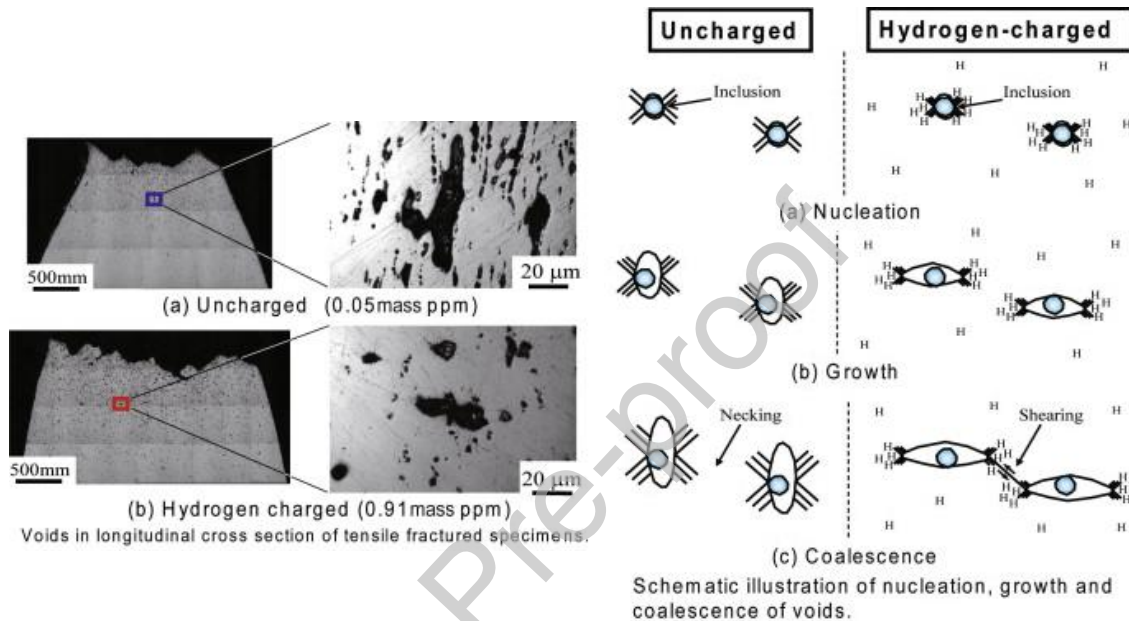 500mm
20 µm
(a) Uncharged (0.05mass ppm)
500mm
20 µm
(b) Hydrogen charged (0.91mass ppm)
Voids in longitudinal cross section of tensile fractured specimens.
Uncharged
Hydrogen-charged
Inclusion
H H H H H H H H H H H
Inclusion
H H H H H H H
(a) Nucleation
H H H H H H H H H H H H H H H H H
(b) Growth
Necking
H H Shearing H
H H H H H H H H H H H H H H H H
(c) Coalescence
Schematic illustration of nucleation, growth and
coalescence of voids.
Pre-proof